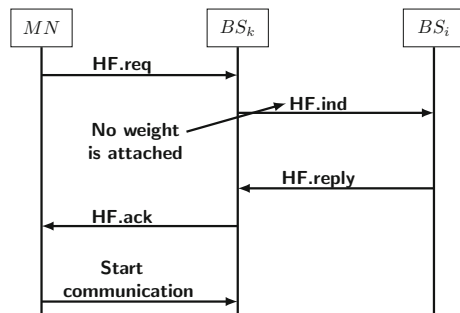 MN BS_k BS_i
HF.req
HF.ind
No weight
is attached
HF.reply
HF.ack
Start
communication